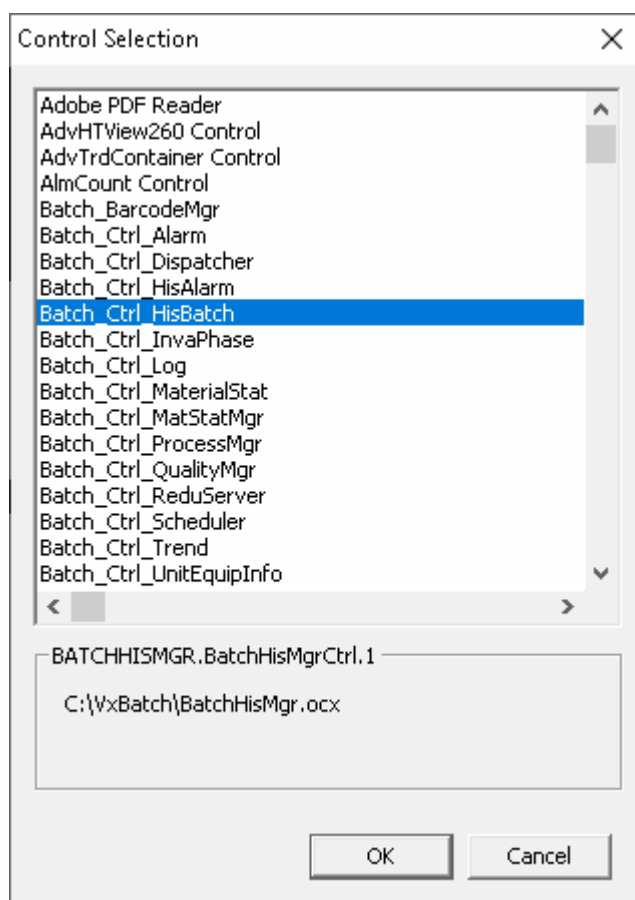 Control Selection
Adobe PDF Reader
AdvHTView260 Control
AdvTrdContainer Control
AlmCount Control
Batch_BarcodeMgr
Batch_Ctrl_Alarm
Batch_Ctrl_Dispatcher
Batch_Ctrl_HisAlarm
Batch_Ctrl_HisBatch
Batch_Ctrl_InvaPhase
Batch_Ctrl_Log
Batch_Ctrl_MaterialStat
Batch_Ctrl_MatStatMgr
Batch_Ctrl_ProcessMgr
Batch_Ctrl_QualityMgr
Batch_Ctrl_ReduServer
Batch_Ctrl_Scheduler
Batch_Ctrl_Trend
Batch_Ctrl_UnitEquipInfo
BATCHHISMGR.BatchHisMgrCtrl.1
C:\VxBatch\BatchHisMgr.ocx
OK Cancel